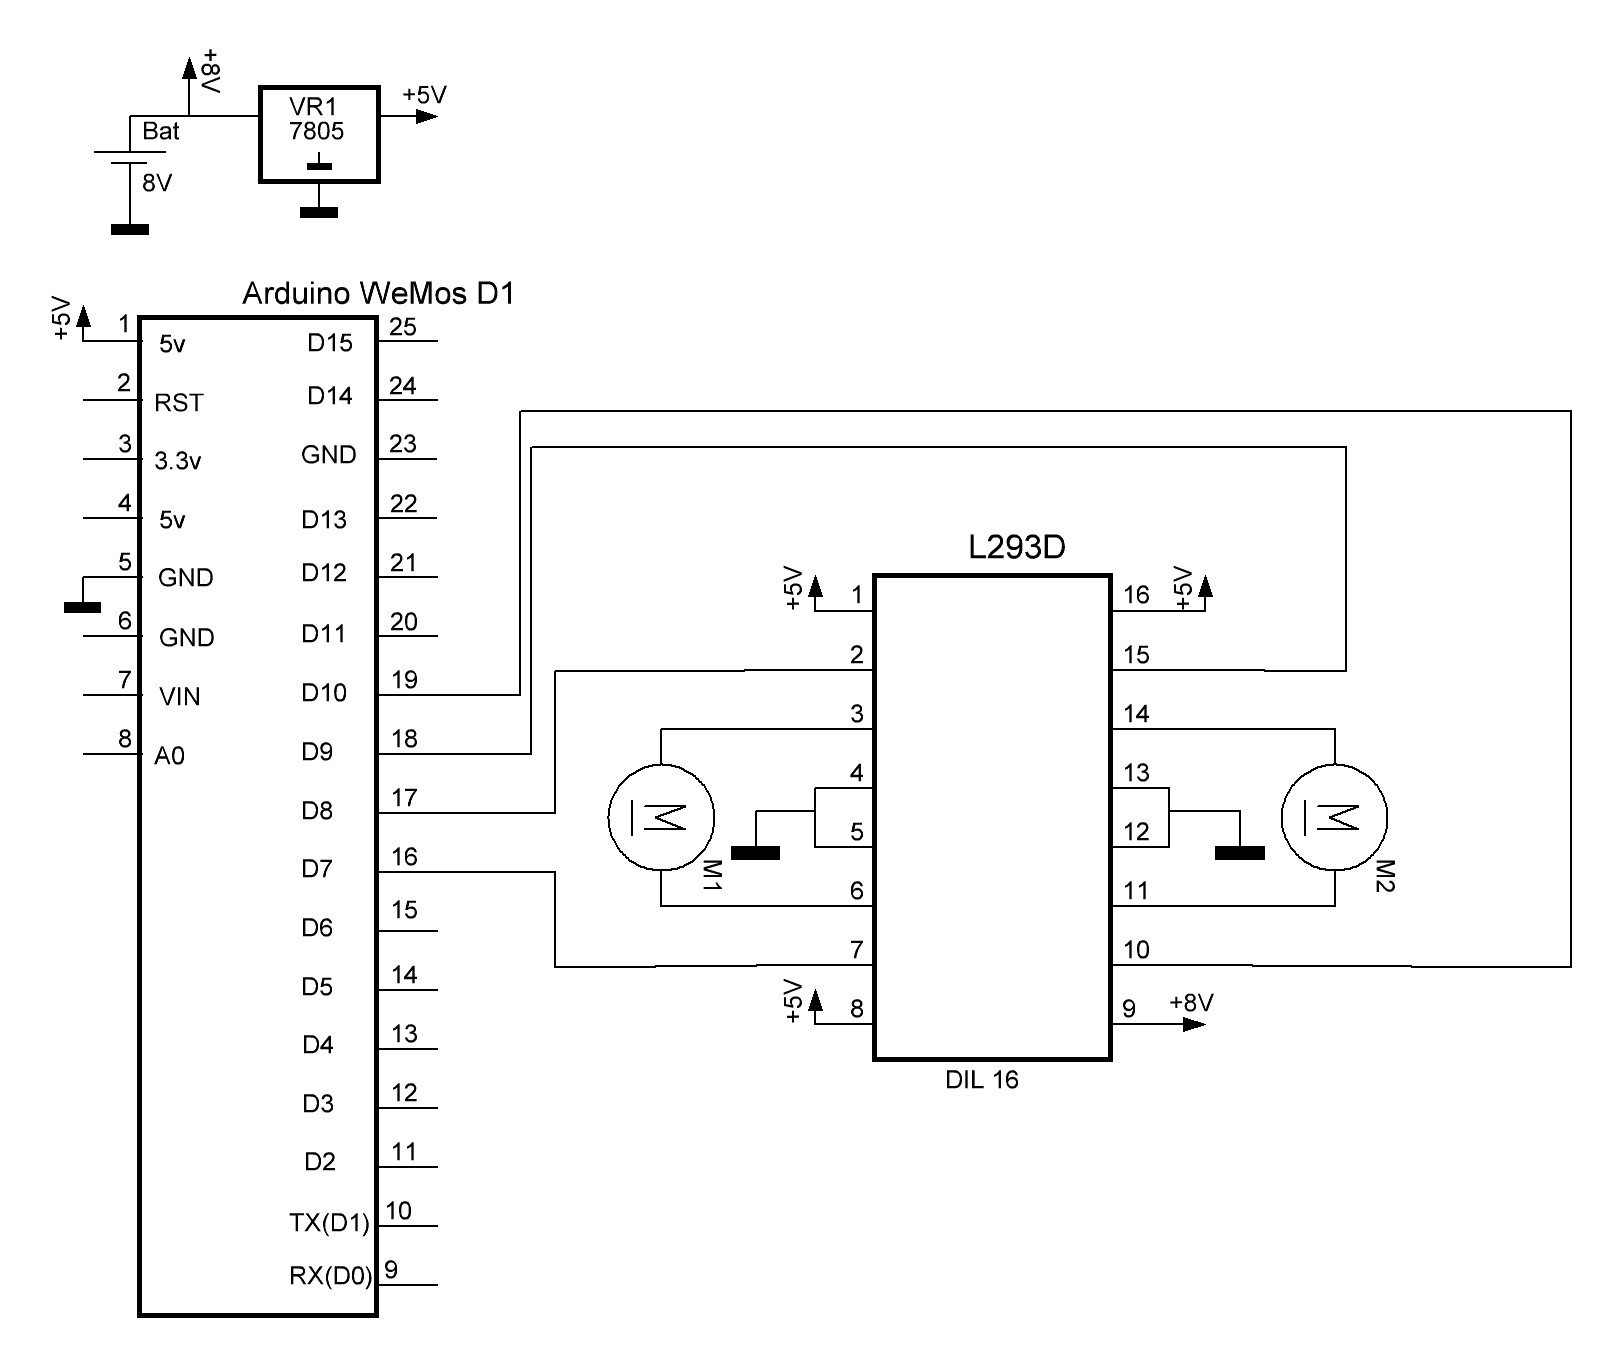 +8V
VR1
7805
+5V
Bat
8V
Arduino WeMos D1
+5V
1 5v D15 25
2 RST D14 24
3 3.3v GND 23
4 5v D13 22
5 GND D12 21
6 GND D11 20
7 VIN D10 19
8 A0 D9 18
D8 17
D7 16
D6 15
D5 14
D4 13
D3 12
D2 11
TX(D1) 10
RX(D0) 9
L293D
+5V 1 16 +5V
2 15
3 14
4 13
M M
5 12
M1 M2
6 11
7 10
+5V 8 9 +8V
DIL 16